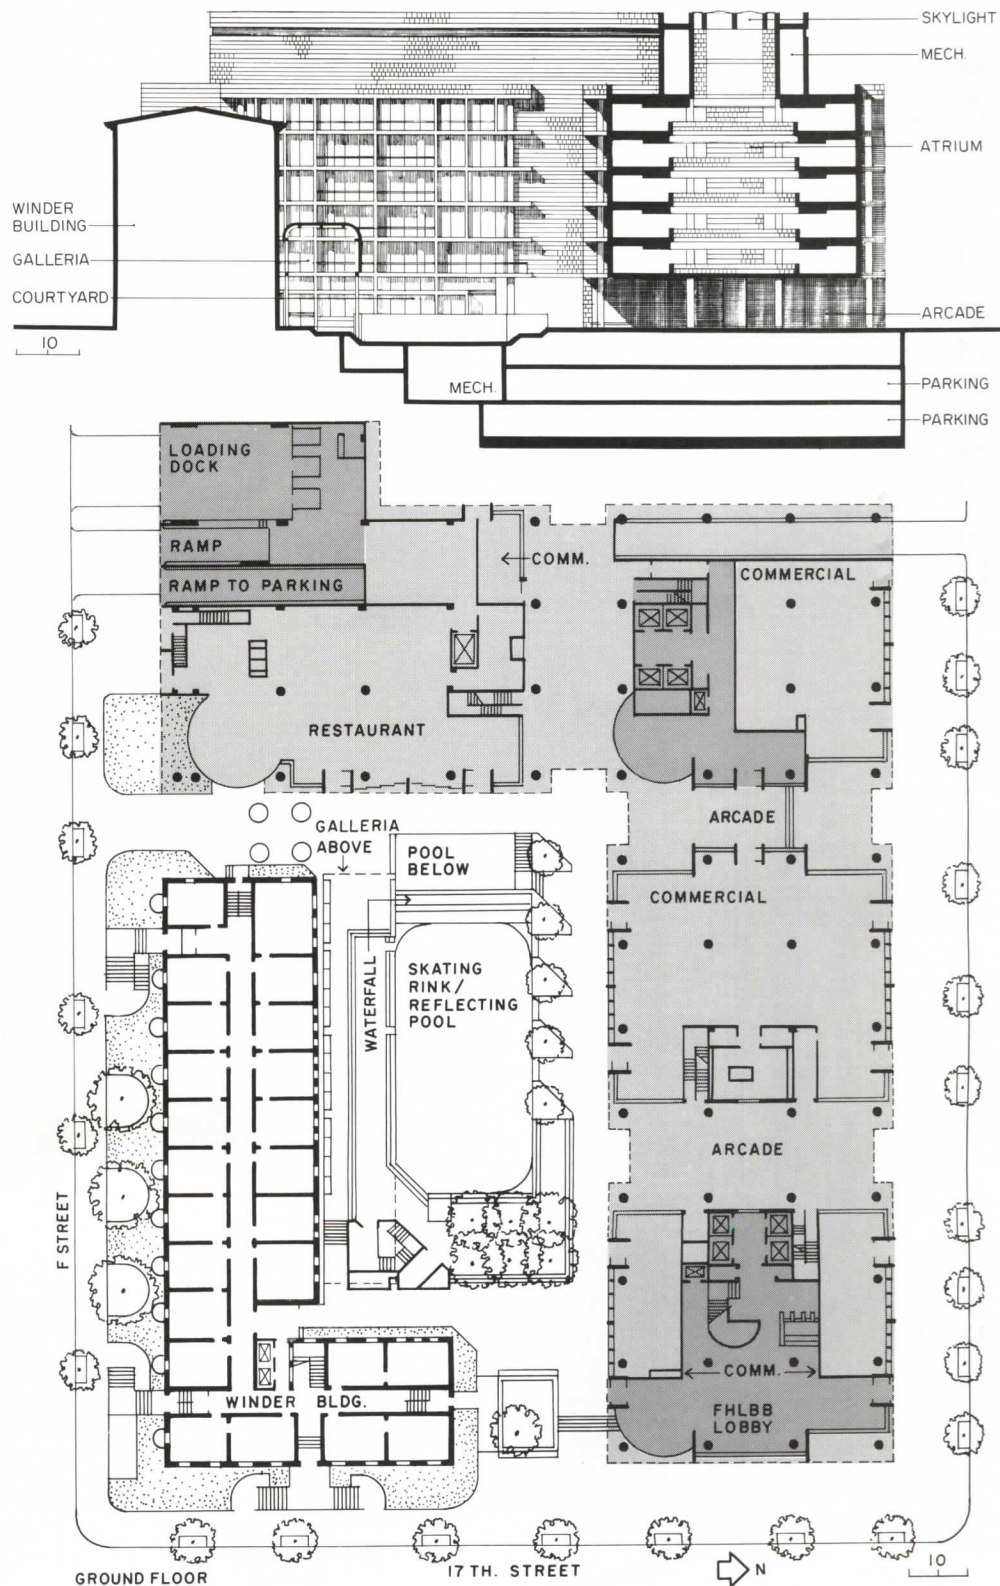 SKYLIGHT
MECH.
ATRIUM
WINDER
BUILDING
GALLERIA
COURTYARD
ARCADE
10
MECH.
PARKING
PARKING
LOADING
DOCK
RAMP
COMM.
COMMERCIAL
RAMP TO PARKING
RESTAURANT
GALLERIA
ABOVE
ARCADE
POOL
BELOW
COMMERCIAL
WATERFALL
SKATING
RINK/
REFLECTING
POOL
ARCADE
F STREET
COMM.
WINDER BLDG.
FHLBB
LOBBY
17 TH. STREET
N
10
GROUND FLOOR